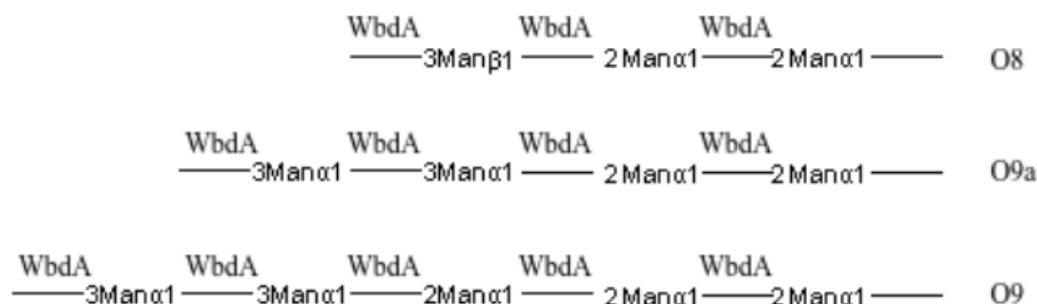 WbdA WbdA WbdA
3Manβ1 2Manα1 2Manα1 O8
WbdA WbdA WbdA WbdA
3Manα1 3Manα1 2Manα1 2Manα1 O9a
WbdA WbdA WbdA WbdA WbdA
3Manα1 3Manα1 2Manα1 2Manα1 2Manα1 O9